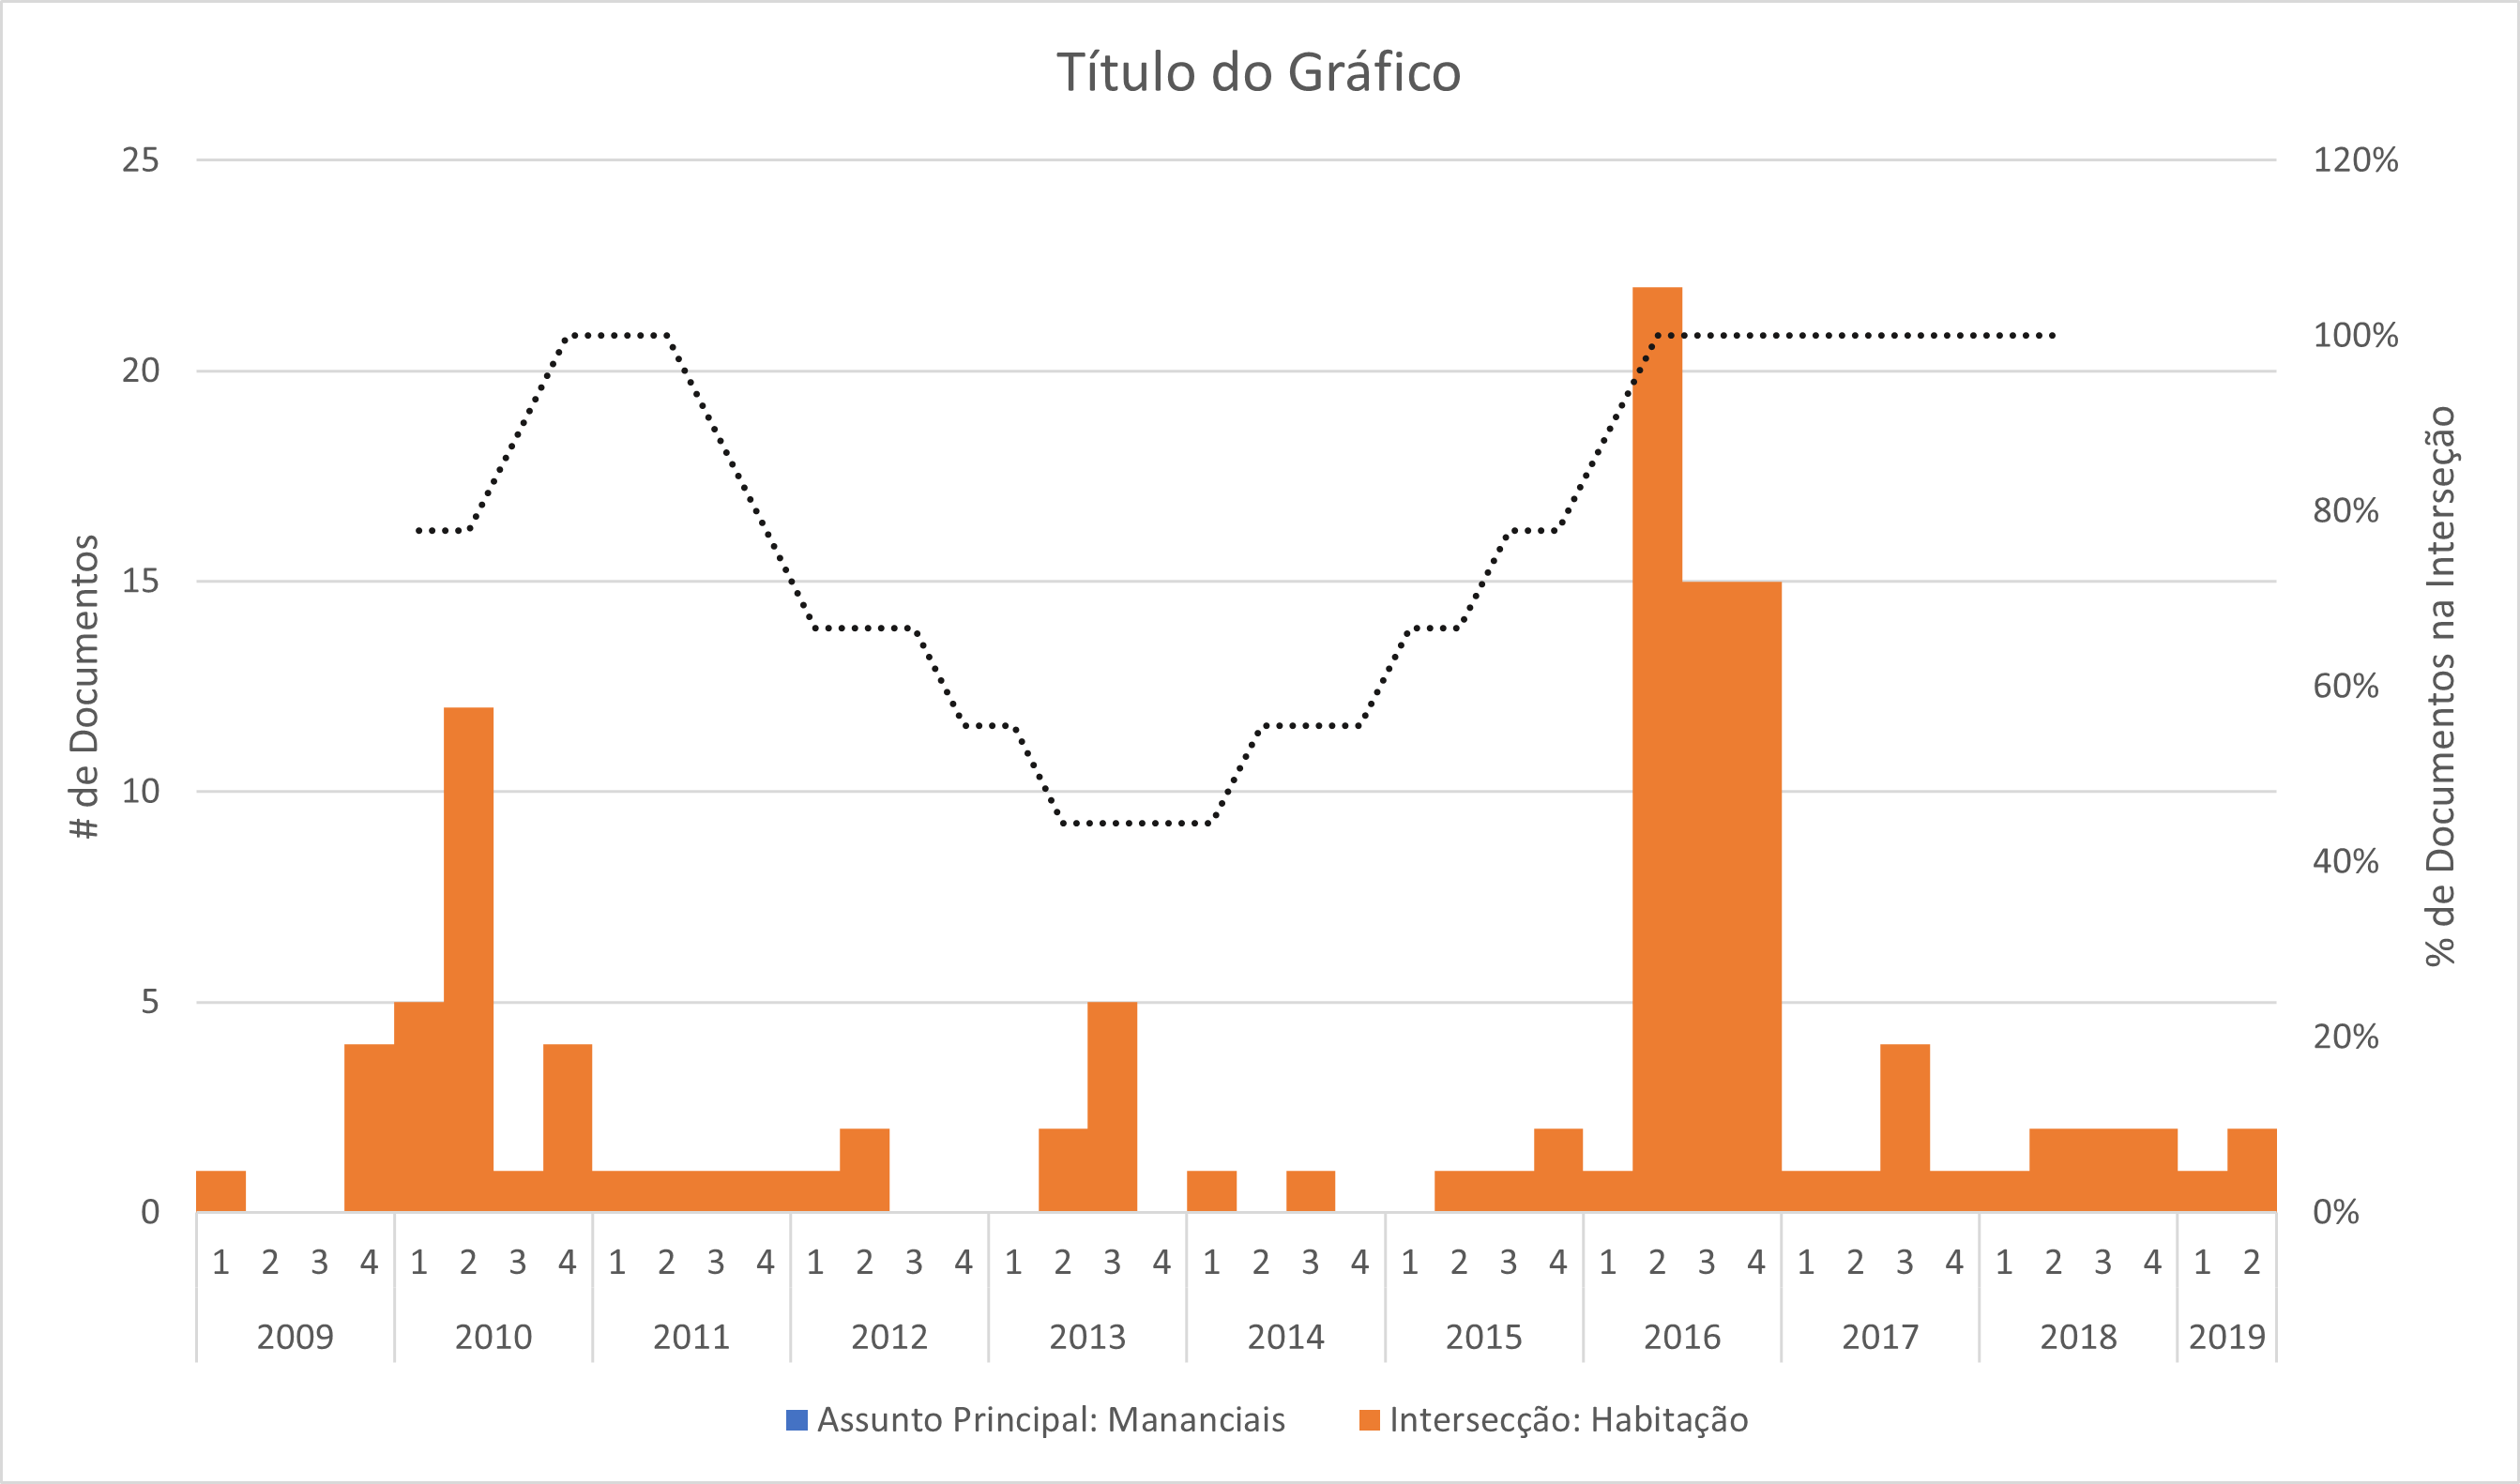 Título do Gráfico
25
20
15
10
5
0
# de Documentos
120%
100%
80%
60%
40%
20%
0%
% de Documentos na Interseção
1 2 3 4 1 2 3 4 1 2 3 4 1 2 3 4 1 2 3 4 1 2 3 4 1 2 3 4 1 2 3 4 1 2 3 4 1 2 3 4 1 2
2009 2010 2011 2012 2013 2014 2015 2016 2017 2018 2019
Assunto Principal: Mananciais Intersecção: Habitação